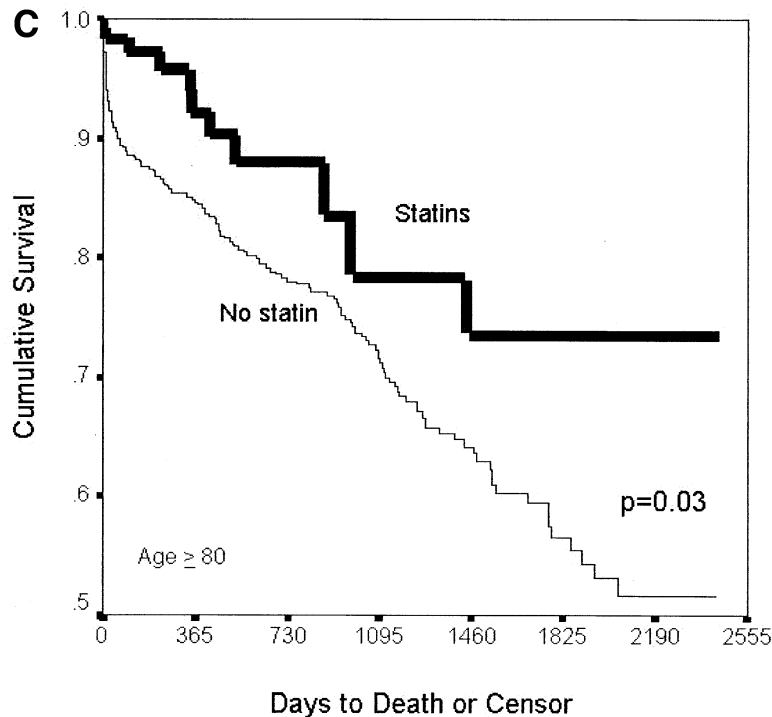 C
1.0
.9
.8
.7
.6
.5
Cumulative Survival
Statins
No statin
p=0.03
Age ≥ 80
0 365 730 1095 1460 1825 2190 2555
Days to Death or Censor